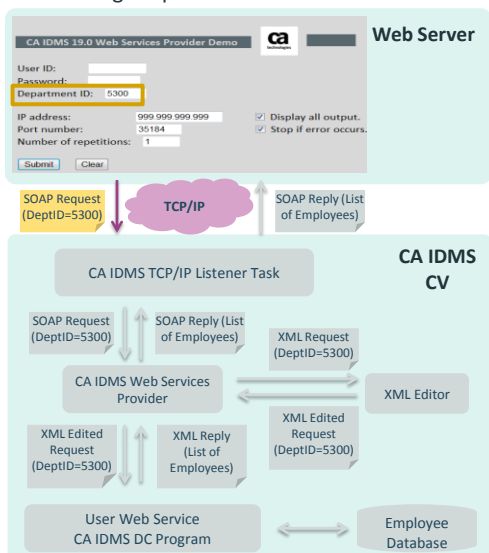 CA IDMS 19.0 Web Services Provider Demo
ca
technologies
Web Server
User ID:
Password:
Department ID: 5300
IP address: 999.999.999.999
Display all output.
Port number: 35184
Stop if error occurs.
Number of repetitions: 1
Submit Clear
SOAP Request
(DeptID=5300)
TCP/IP
SOAP Reply (List
of Employees)
CA IDMS
CV
CA IDMS TCP/IP Listener Task
SOAP Request
(DeptID=5300)
SOAP Reply (List
of Employees)
XML Request
(DeptID=5300)
CA IDMS Web Services
Provider
XML Editor
XML Edited
Request
(DeptID=5300)
XML Reply
(List of
Employees)
XML Edited
Request
(DeptID=5300)
User Web Service
CA IDMS DC Program
Employee
Database